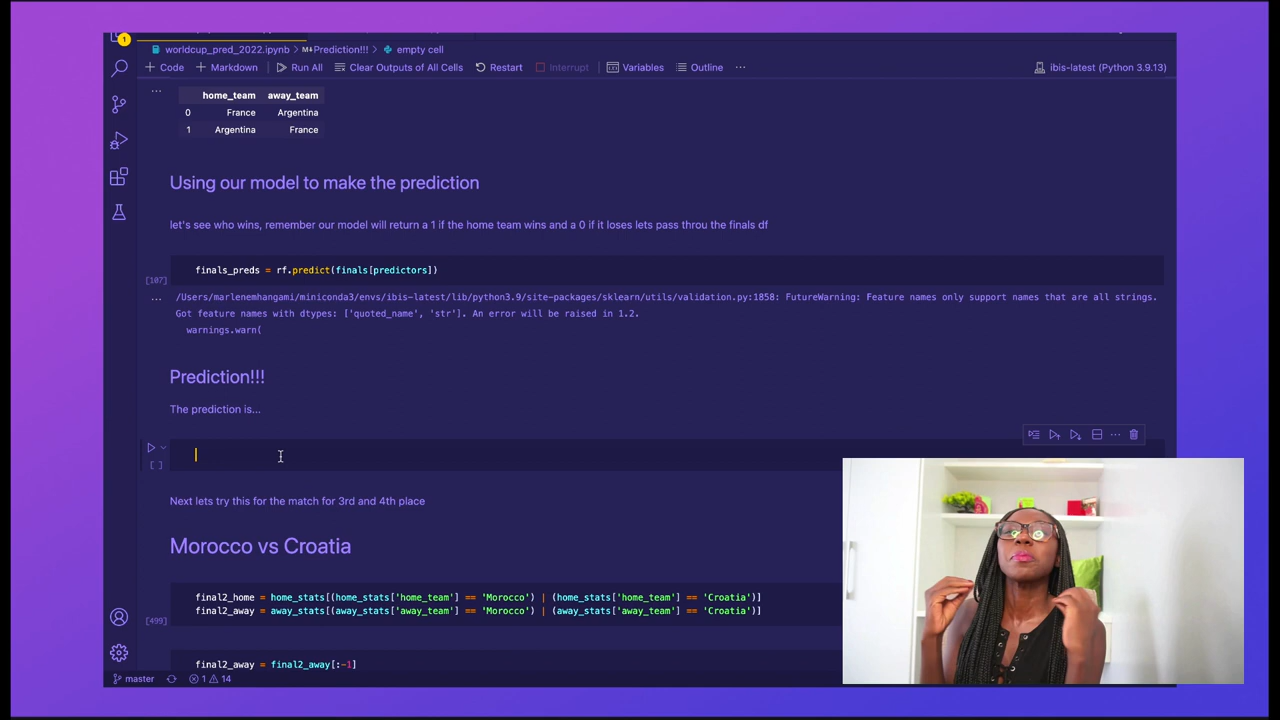 1
worldcup_pred_2022.ipynb > M↓Prediction!!! > empty cell
+ Code + Markdown Run All Clear Outputs of All Cells Restart Interrupt Variables Outline ... ibis-latest (Python 3.9.13)
... home_team away_team
0 France Argentina
1 Argentina France
Using our model to make the prediction
let's see who wins, remember our model will return a 1 if the home team wins and a 0 if it loses lets pass throu the finals df
finals_preds = rf.predict(finals[predictors])
[107]
... /Users/marlenemhangami/miniconda3/envs/ibis-latest/lib/python3.9/site-packages/sklearn/utils/validation.py:1858: FutureWarning: Feature names only support names that are all strings.
Got feature names with dtypes: ['quoted_name', 'str']. An error will be raised in 1.2.
warnings.warn(
Prediction!!!
The prediction is...
[ ]
Next lets try this for the match for 3rd and 4th place
Morocco vs Croatia
final2_home = home_stats[(home_stats['home_team'] == 'Morocco') | (home_stats['home_team'] == 'Croatia')]
final2_away = away_stats[(away_stats['away_team'] == 'Morocco') | (away_stats['away_team'] == 'Croatia')]
[499]
final2_away = final2_away[:-1]
master 1 14